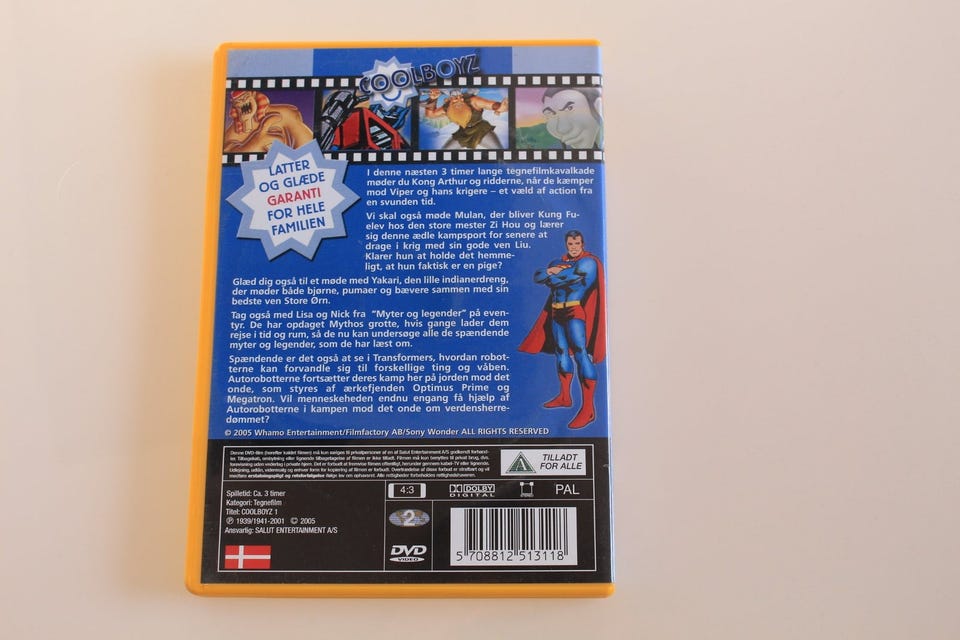 COOLBOYZ
LATTER
OG GLÆDE
GARANTI
FOR HELE
FAMILIEN
I denne næsten 3 timer lange tegnefilmkavalkade
møder du Kong Arthur og ridderne, når de kæmper
mod Viper og hans krigere – et væld af action fra
en svunden tid.
Vi skal også møde Mulan, der bliver Kung Fu-
elev hos den store mester Zi Hou og lærer
sig denne ædle kampsport for senere at
drage i krig med sin gode ven Liu.
Klarer hun at holde det hemme-
ligt, at hun faktisk er en pige?
Glæd dig også til et møde med Yakari, den lille indianerdreng,
der møder både bjørne, pumaer og bævere sammen med sin
bedste ven Store Ørn.
Tag også med Lisa og Nick fra "Myter og legender" på even-
tyr. De har opdaget Mythos grotte, hvis gange lader dem
rejse i tid og rum, så de nu kan undersøge alle de spændende
myter og legender, som de har læst om.
Spændende er det også at se i Transformers, hvordan robot-
terne kan forvandle sig til forskellige ting og våben.
Autorobotterne fortsætter deres kamp her på jorden mod det
onde, som styres af ærkefjenden Optimus Prime og
Megatron. Vil menneskeheden endnu engang få hjælp af
Autorobotterne i kampen mod det onde om verdensherre-
dømmet?
© 2005 Whamo Entertainment/Filmfactory AB/Sony Wonder ALL RIGHTS RESERVED
TILLADT
FOR ALLE
Spilletid: Ca. 3 timer
Kategori: Tegnefilm
Titel: COOLBOYZ 1
℗ 1939/1941-2001 © 2005
Ansvarlig: SALUT ENTERTAINMENT A/S
4:3
DOLBY
DIGITAL
PAL
2
DVD
VIDEO
5 708812 513118